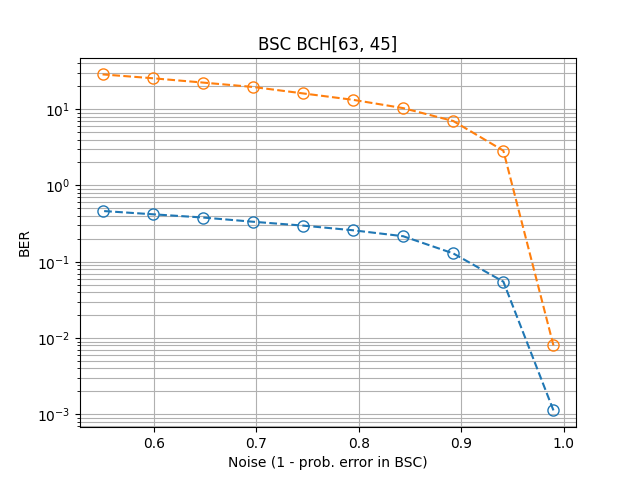 BSC BCH[63, 45]
BER
10¹
10⁰
10⁻¹
10⁻²
10⁻³
0.6 0.7 0.8 0.9 1.0
Noise (1 - prob. error in BSC)